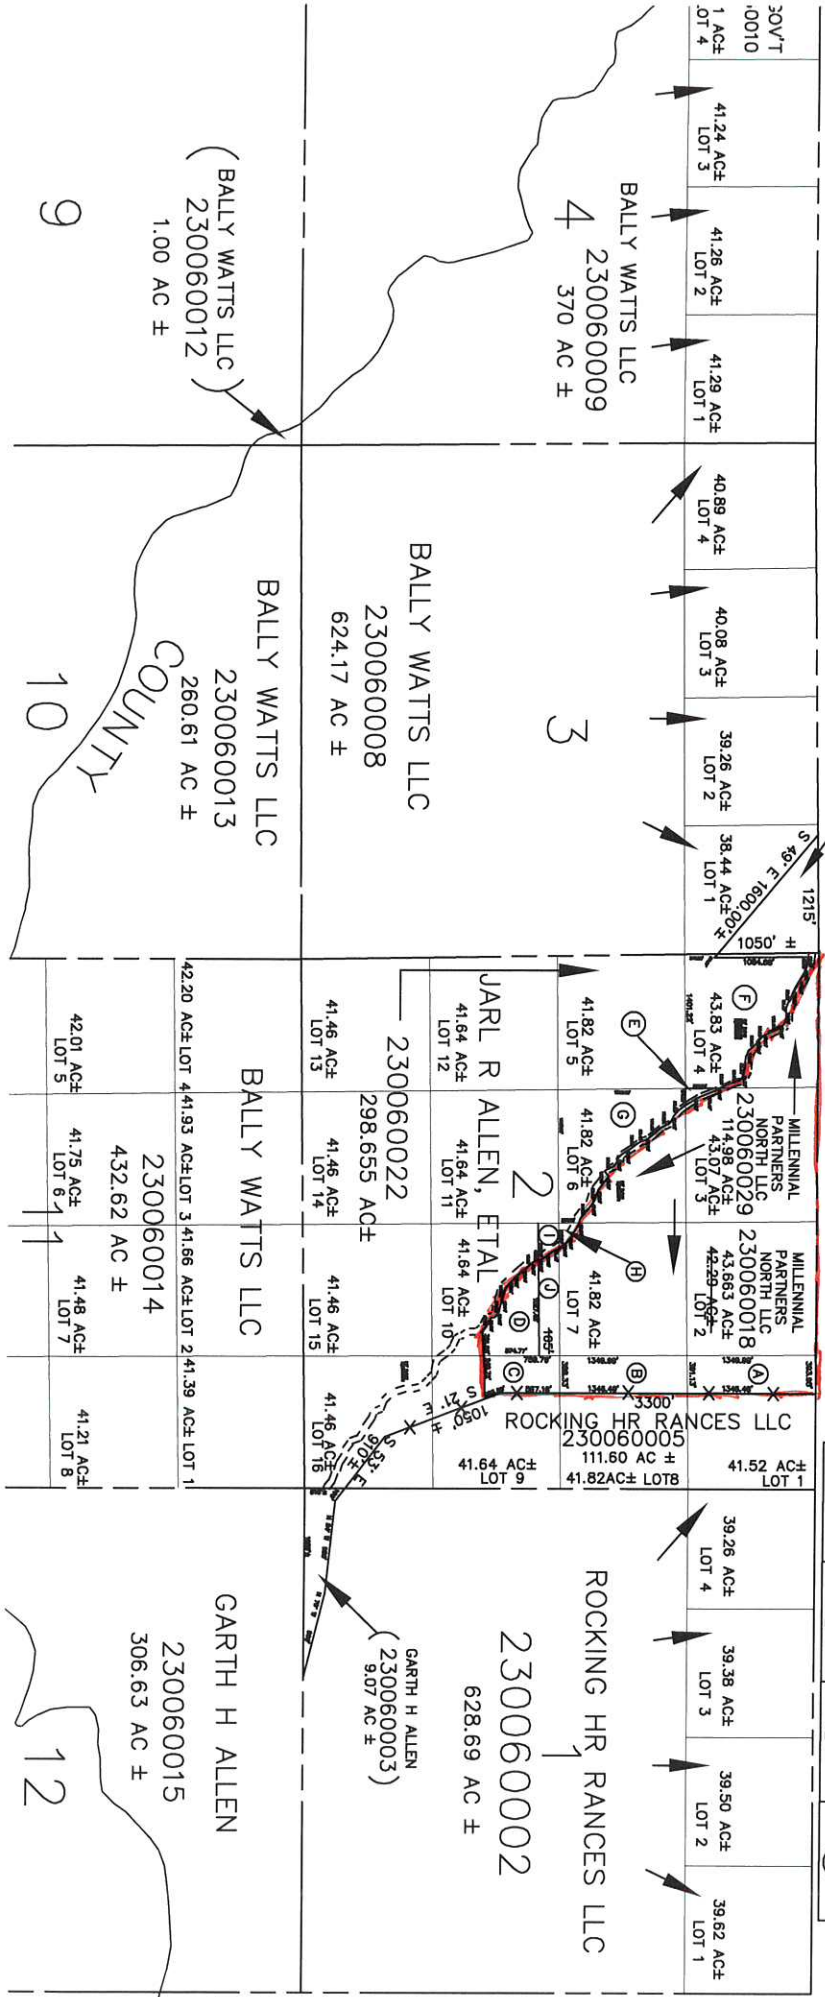 GOV'T
0010
1 AC±
LOT 4
41.24 AC±
LOT 3
41.26 AC±
LOT 2
41.29 AC±
LOT 1
40.89 AC±
LOT 4
40.08 AC±
LOT 3
39.26 AC±
LOT 2
38.44 AC±
LOT 1
S 49° E 1600.00' ±
1215'
1050' ±
BALLY WATTS LLC
230060009
370 AC ±
4
(BALLY WATTS LLC
230060012)
1.00 AC ±
9
3
BALLY WATTS LLC
230060008
624.17 AC ±
BALLY WATTS LLC
230060013
260.61 AC ±
COUNTY
10
F
43.83 AC±
LOT 4
MILLENNIAL
PARTNERS
NORTH LLC
230060029
114.98 AC±
43.07 AC±
LOT 3
MILLENNIAL
PARTNERS
NORTH LLC
230060018
43.663 AC±
42.29 AC±
LOT 2
A
E
G
H
B
41.82 AC±
LOT 5
41.82 AC±
LOT 6
41.82 AC±
LOT 7
I
J
165'
D
C
3300'
ROCKING HR RANCES LLC
230060005
111.60 AC ±
41.52 AC±
LOT 1
41.82AC± LOT8
41.64 AC±
LOT 9
JARL R ALLEN, ETAL
2
230060022
298.655 AC±
41.64 AC±
LOT 12
41.64 AC±
LOT 11
41.64 AC±
LOT 10
S 21° E
1050' ±
S 53° E
910'±
41.46 AC±
LOT 13
41.46 AC±
LOT 14
41.46 AC±
LOT 15
41.46 AC±
LOT 16
BALLY WATTS LLC
42.20 AC± LOT 4
41.93 AC± LOT 3
41.66 AC± LOT 2
41.39 AC± LOT 1
230060014
432.62 AC ±
11
42.01 AC±
LOT 5
41.75 AC±
LOT 6
41.48 AC±
LOT 7
41.21 AC±
LOT 8
39.26 AC±
LOT 4
39.38 AC±
LOT 3
39.50 AC±
LOT 2
39.62 AC±
LOT 1
ROCKING HR RANCES LLC
1
230060002
628.69 AC ±
GARTH H ALLEN
(230060003)
9.07 AC ±
GARTH H ALLEN
230060015
306.63 AC ±
12